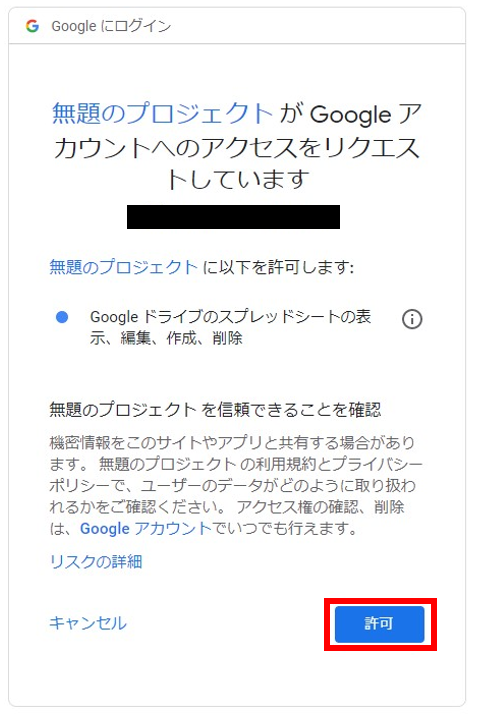 Google にログイン
無題のプロジェクト が Google ア
カウントへのアクセスをリクエス
トしています
無題のプロジェクト に以下を許可します:
Google ドライブのスプレッドシートの表
示、編集、作成、削除
無題のプロジェクト を信頼できることを確認
機密情報をこのサイトやアプリと共有する場合があり
ます。 無題のプロジェクト の利用規約とプライバシー
ポリシーで、ユーザーのデータがどのように取り扱わ
れるかをご確認ください。 アクセス権の確認、削除
は、Google アカウントでいつでも行えます。
リスクの詳細
キャンセル
許可